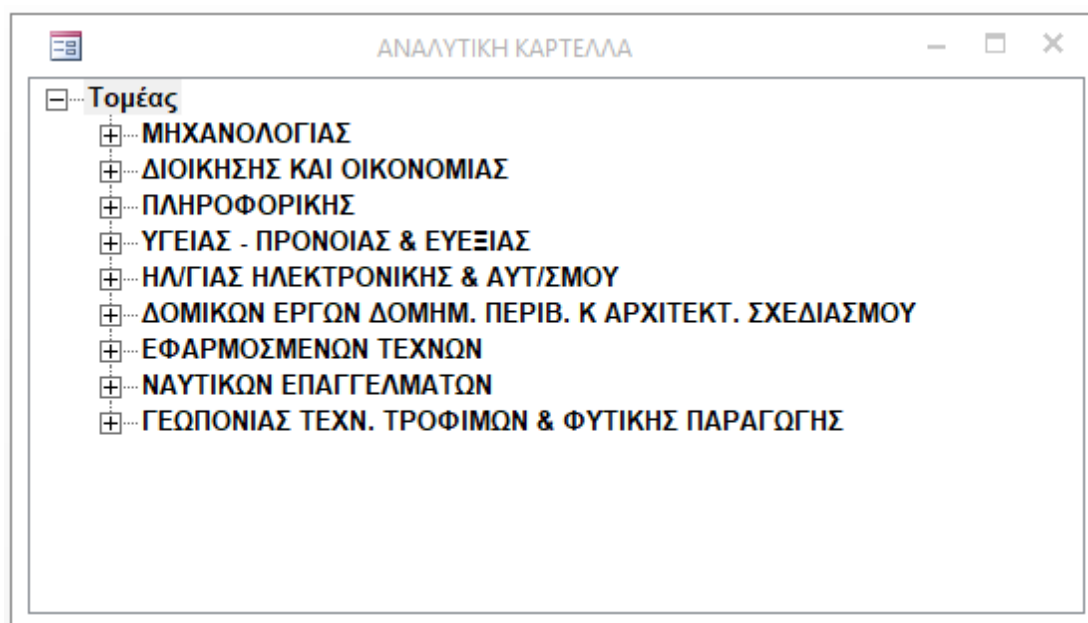 ΑΝΑΛΥΤΙΚΗ ΚΑΡΤΕΛΛΑ
Τομέας
ΜΗΧΑΝΟΛΟΓΙΑΣ
ΔΙΟΙΚΗΣΗΣ ΚΑΙ ΟΙΚΟΝΟΜΙΑΣ
ΠΛΗΡΟΦΟΡΙΚΗΣ
ΥΓΕΙΑΣ - ΠΡΟΝΟΙΑΣ & ΕΥΕΞΙΑΣ
ΗΛ/ΓΙΑΣ ΗΛΕΚΤΡΟΝΙΚΗΣ & ΑΥΤ/ΣΜΟΥ
ΔΟΜΙΚΩΝ ΕΡΓΩΝ ΔΟΜΗΜ. ΠΕΡΙΒ. Κ ΑΡΧΙΤΕΚΤ. ΣΧΕΔΙΑΣΜΟΥ
ΕΦΑΡΜΟΣΜΕΝΩΝ ΤΕΧΝΩΝ
ΝΑΥΤΙΚΩΝ ΕΠΑΓΓΕΛΜΑΤΩΝ
ΓΕΩΠΟΝΙΑΣ ΤΕΧΝ. ΤΡΟΦΙΜΩΝ & ΦΥΤΙΚΗΣ ΠΑΡΑΓΩΓΗΣ